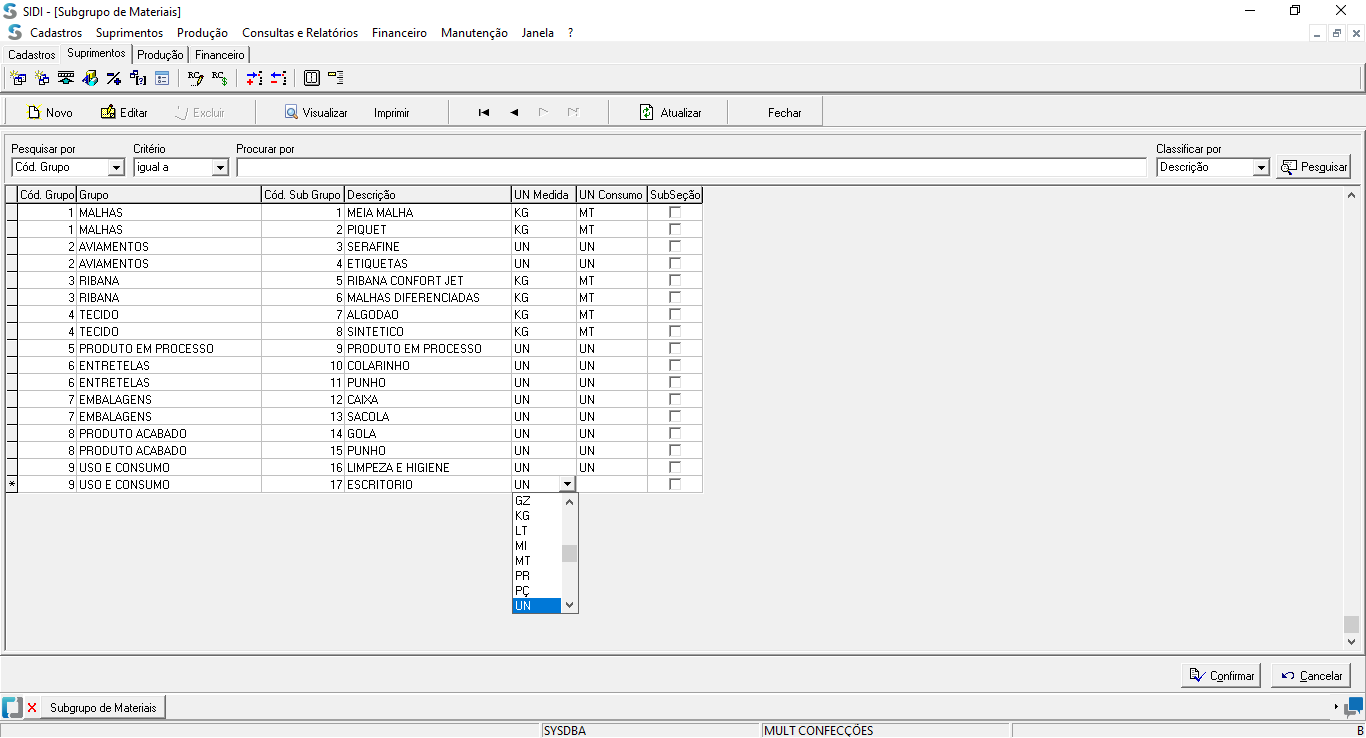 SIDI - [Subgrupo de Materiais]
Cadastros Suprimentos Produção Consultas e Relatórios Financeiro Manutenção Janela ?
Cadastros Suprimentos Produção Financeiro
Novo Editar Excluir Visualizar Imprimir Atualizar Fechar
Pesquisar por Critério Procurar por Classificar por
Cód. Grupo igual a Descrição Pesquisar
Cód. Grupo Grupo Cód. Sub Grupo Descrição UN Medida UN Consumo SubSeção
1 MALHAS 1 MEIA MALHA KG MT
1 MALHAS 2 PIQUET KG MT
2 AVIAMENTOS 3 SERAFINE UN UN
2 AVIAMENTOS 4 ETIQUETAS UN UN
3 RIBANA 5 RIBANA CONFORT JET KG MT
3 RIBANA 6 MALHAS DIFERENCIADAS KG MT
4 TECIDO 7 ALGODAO KG MT
4 TECIDO 8 SINTETICO KG MT
5 PRODUTO EM PROCESSO 9 PRODUTO EM PROCESSO UN UN
6 ENTRETELAS 10 COLARINHO UN UN
6 ENTRETELAS 11 PUNHO UN UN
7 EMBALAGENS 12 CAIXA UN UN
7 EMBALAGENS 13 SACOLA UN UN
8 PRODUTO ACABADO 14 GOLA UN UN
8 PRODUTO ACABADO 15 PUNHO UN UN
9 USO E CONSUMO 16 LIMPEZA E HIGIENE UN UN
* 9 USO E CONSUMO 17 ESCRITORIO UN
GZ
KG
LT
MI
MT
PR
PÇ
UN
Confirmar Cancelar
Subgrupo de Materiais
SYSDBA MULT CONFECÇÕES B